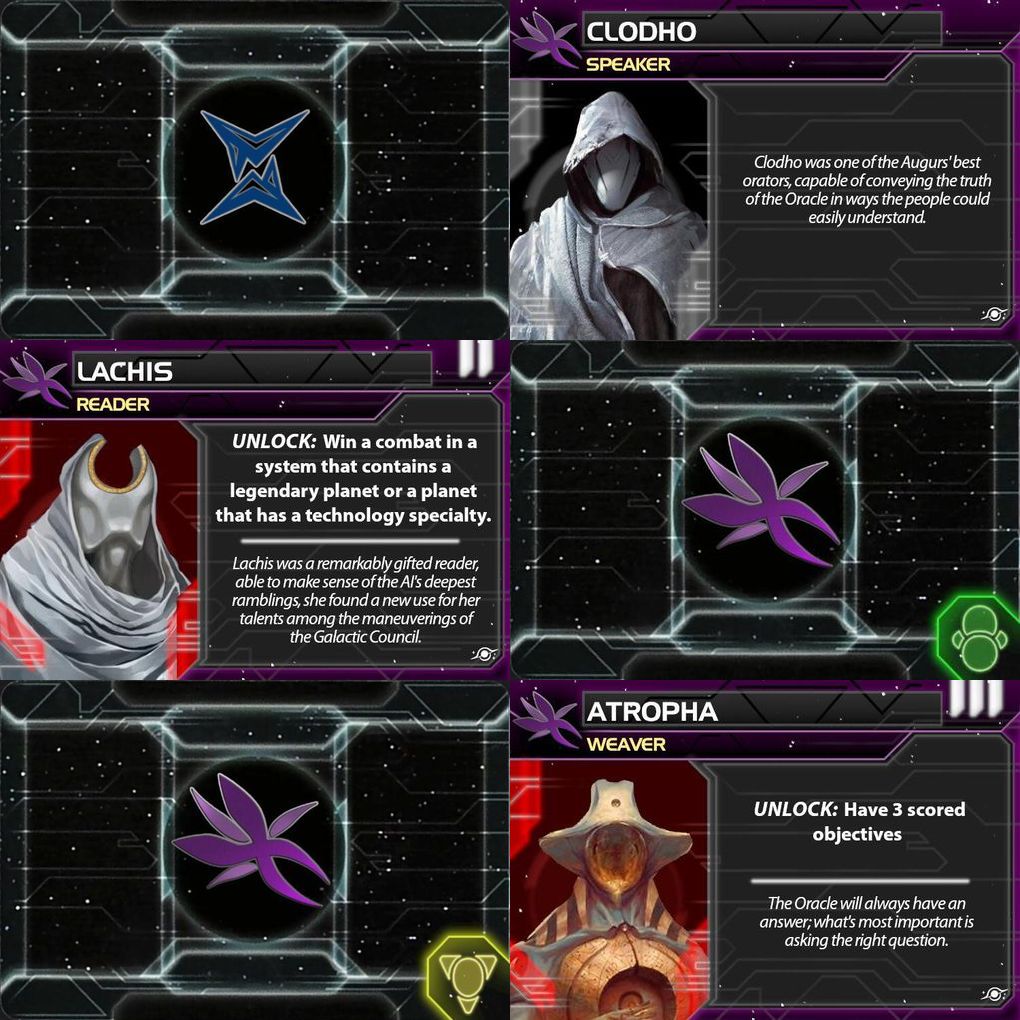 CLODHO
SPEAKER
Clodho was one of the Augurs' best
orators, capable of conveying the truth
of the Oracle in ways the people could
easily understand.
LACHIS
READER
UNLOCK: Win a combat in a
system that contains a
legendary planet or a planet
that has a technology specialty.
Lachis was a remarkably gifted reader,
able to make sense of the AI's deepest
ramblings, she found a new use for her
talents among the maneuverings of
the Galactic Council.
ATROPHA
WEAVER
UNLOCK: Have 3 scored
objectives
The Oracle will always have an
answer; what's most important is
asking the right question.